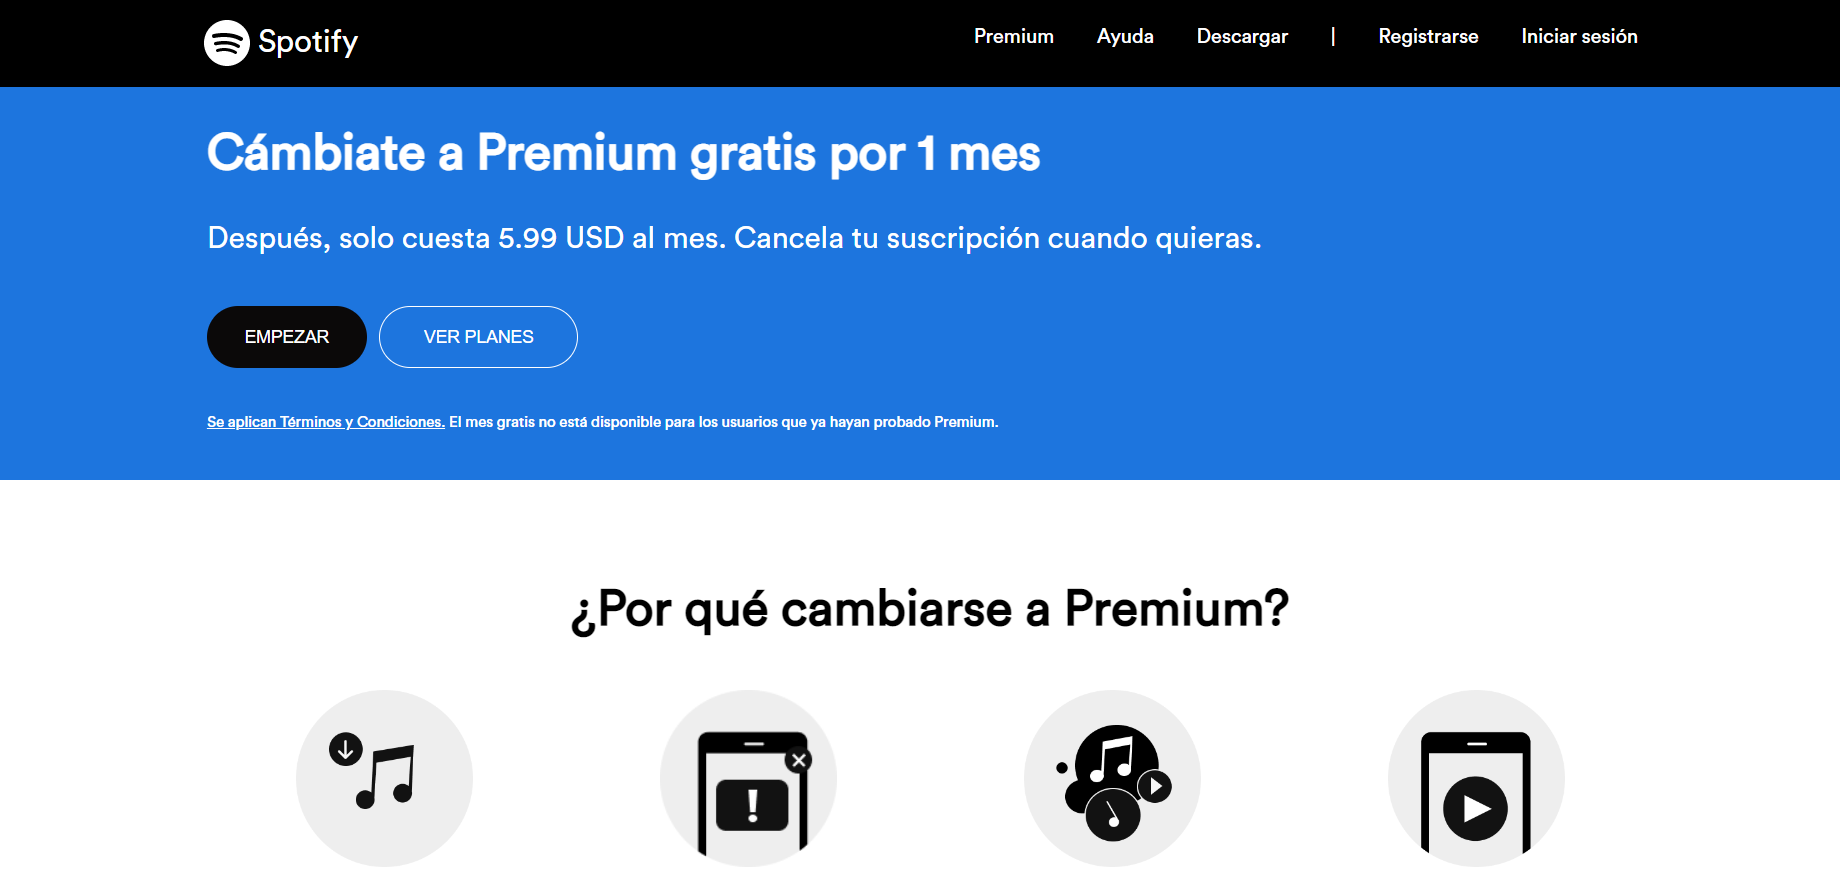 Spotify
Premium Ayuda Descargar | Registrarse Iniciar sesión
Cámbiate a Premium gratis por 1 mes
Después, solo cuesta 5.99 USD al mes. Cancela tu suscripción cuando quieras.
EMPEZAR VER PLANES
Se aplican Términos y Condiciones. El mes gratis no está disponible para los usuarios que ya hayan probado Premium.
¿Por qué cambiarse a Premium?